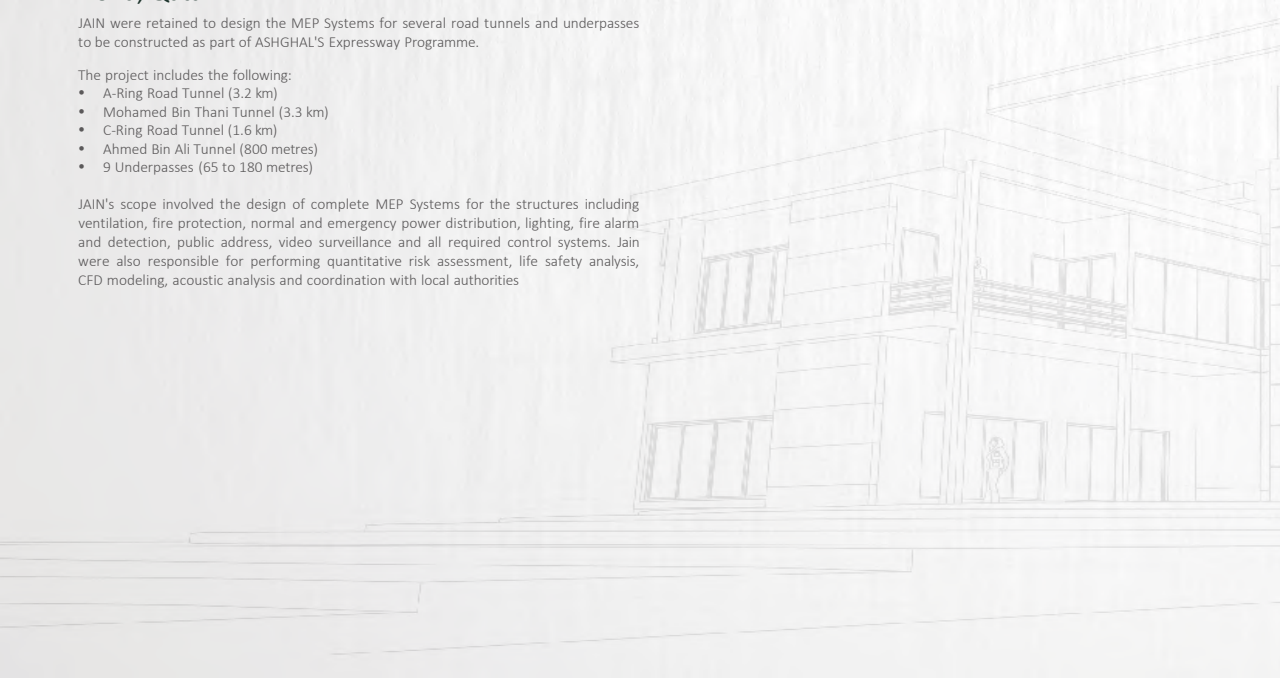 JAIN were retained to design the MEP Systems for several road tunnels and underpasses
to be constructed as part of ASHGHAL'S Expressway Programme.
The project includes the following:
• A-Ring Road Tunnel (3.2 km)
• Mohamed Bin Thani Tunnel (3.3 km)
• C-Ring Road Tunnel (1.6 km)
• Ahmed Bin Ali Tunnel (800 metres)
• 9 Underpasses (65 to 180 metres)
JAIN's scope involved the design of complete MEP Systems for the structures including
ventilation, fire protection, normal and emergency power distribution, lighting, fire alarm
and detection, public address, video surveillance and all required control systems. Jain
were also responsible for performing quantitative risk assessment, life safety analysis,
CFD modeling, acoustic analysis and coordination with local authorities